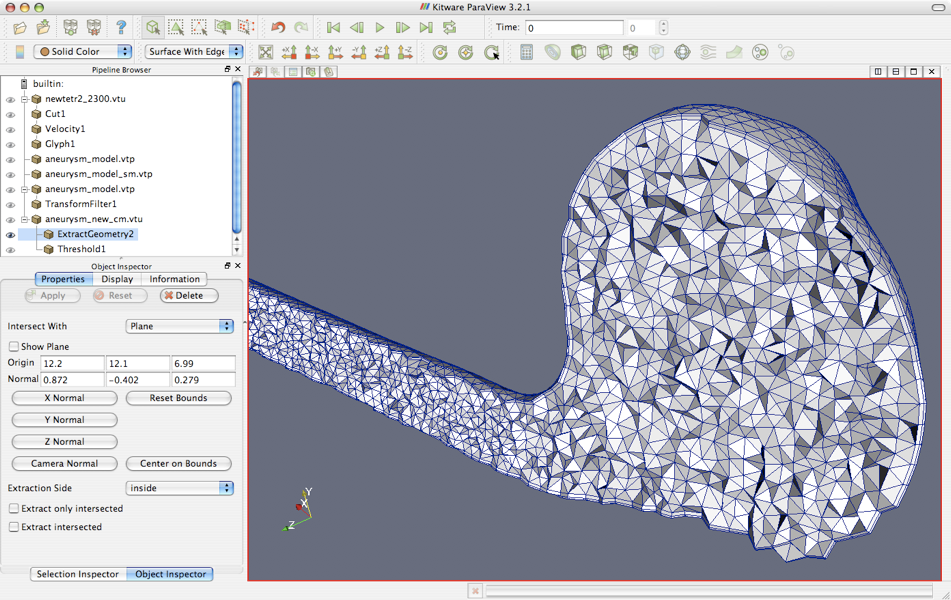 Kitware ParaView 3.2.1
Time: 0 0
Solid Color Surface With Edge
Pipeline Browser
builtin:
newtetr2_2300.vtu
Cut1
Velocity1
Glyph1
aneurysm_model.vtp
aneurysm_model_sm.vtp
aneurysm_model.vtp
TransformFilter1
aneurysm_new_cm.vtu
ExtractGeometry2
Threshold1
Object Inspector
Properties Display Information
Apply Reset Delete
Intersect With Plane
Show Plane
Origin 12.2 12.1 6.99
Normal 0.872 -0.402 0.279
X Normal Reset Bounds
Y Normal
Z Normal
Camera Normal Center on Bounds
Extraction Side inside
Extract only intersected
Extract intersected
Selection Inspector Object Inspector
Y
X
Z